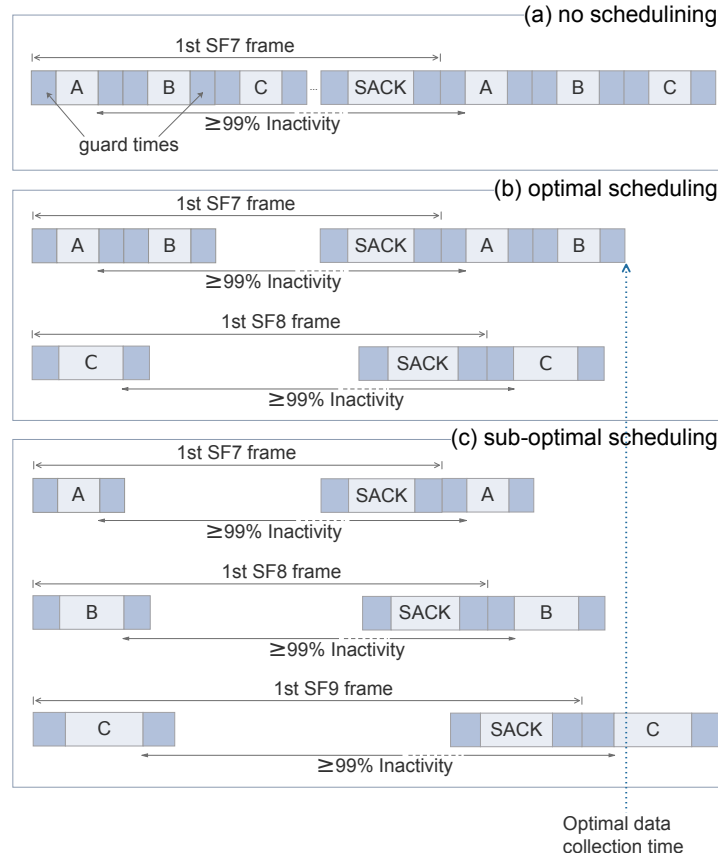 (a) no schedulining
1st SF7 frame
A B C ... SACK A B C
guard times
≥99% Inactivity
(b) optimal scheduling
1st SF7 frame
A B SACK A B
≥99% Inactivity
1st SF8 frame
C SACK C
≥99% Inactivity
(c) sub-optimal scheduling
1st SF7 frame
A SACK A
≥99% Inactivity
1st SF8 frame
B SACK B
≥99% Inactivity
1st SF9 frame
C SACK C
≥99% Inactivity
Optimal data
collection time